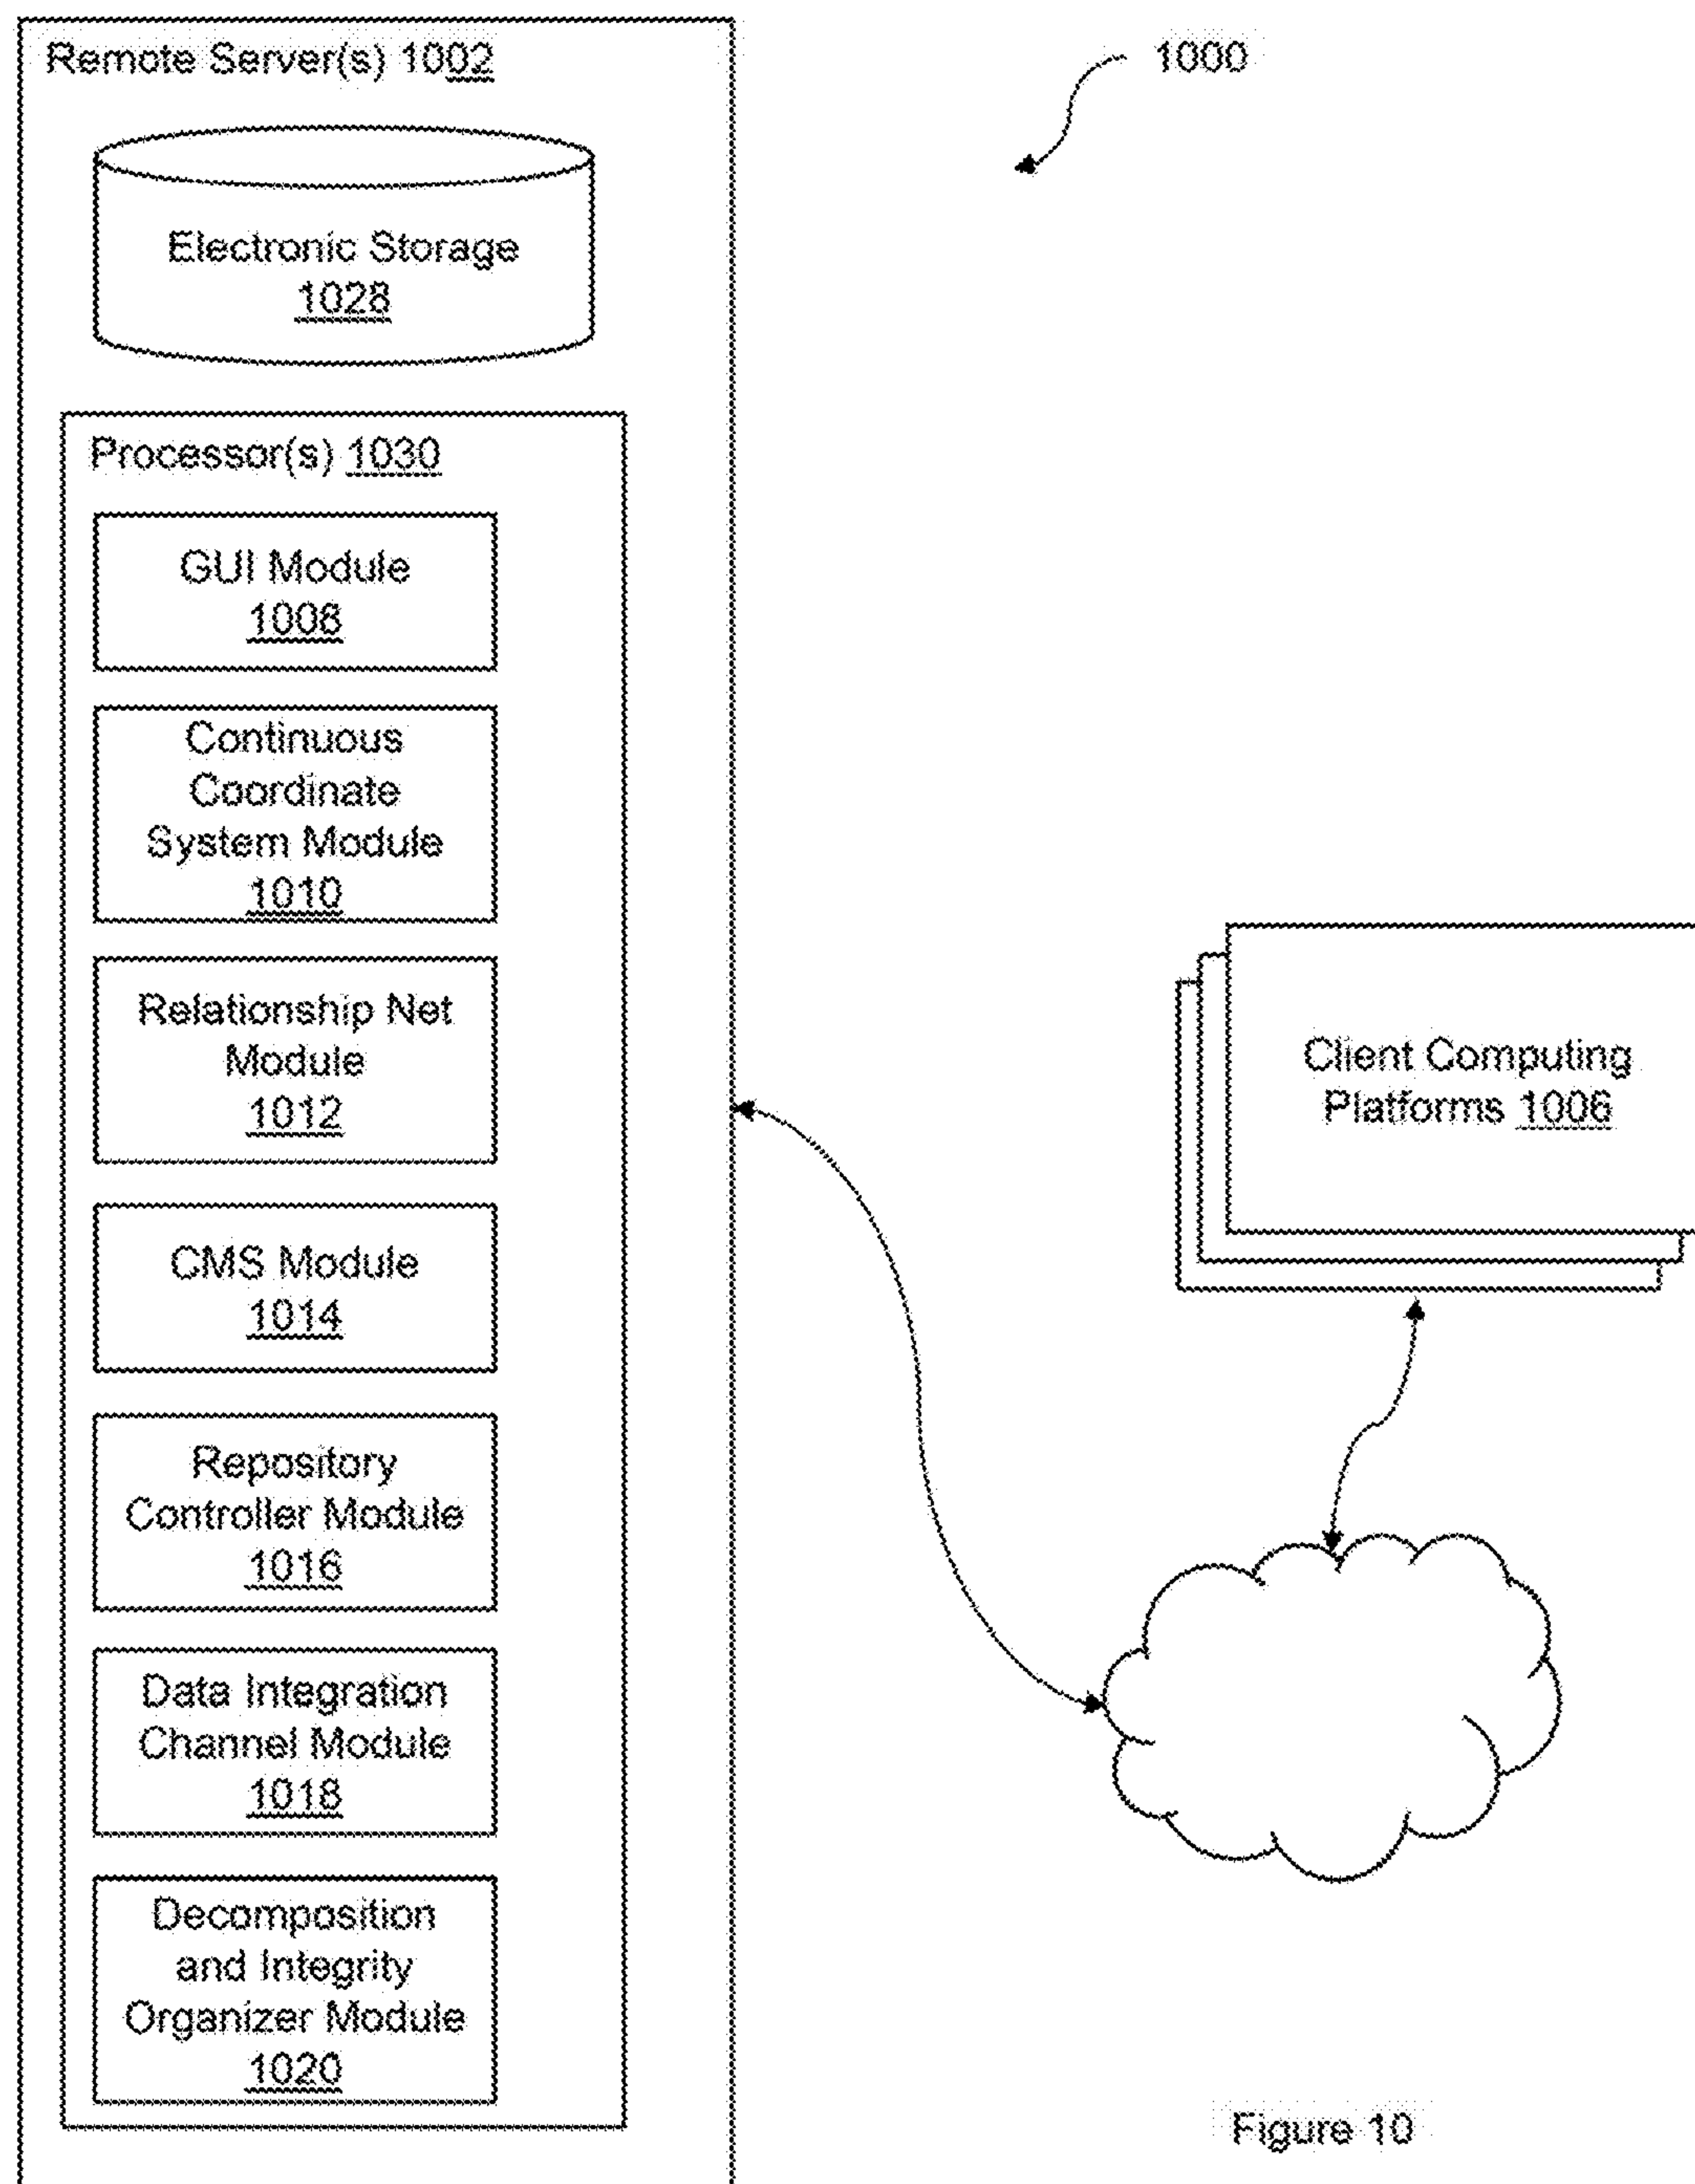 Remote Server(s) 1002
1000
Electronic Storage
1028
Processor(s) 1030
GUI Module
1008
Continuous
Coordinate
System Module
1010
Relationship Net
Module
1012
CMS Module
1014
Repository
Controller Module
1016
Data Integration
Channel Module
1018
Decomposition
and Integrity
Organizer Module
1020
Client Computing
Platforms 1006
Figure 10